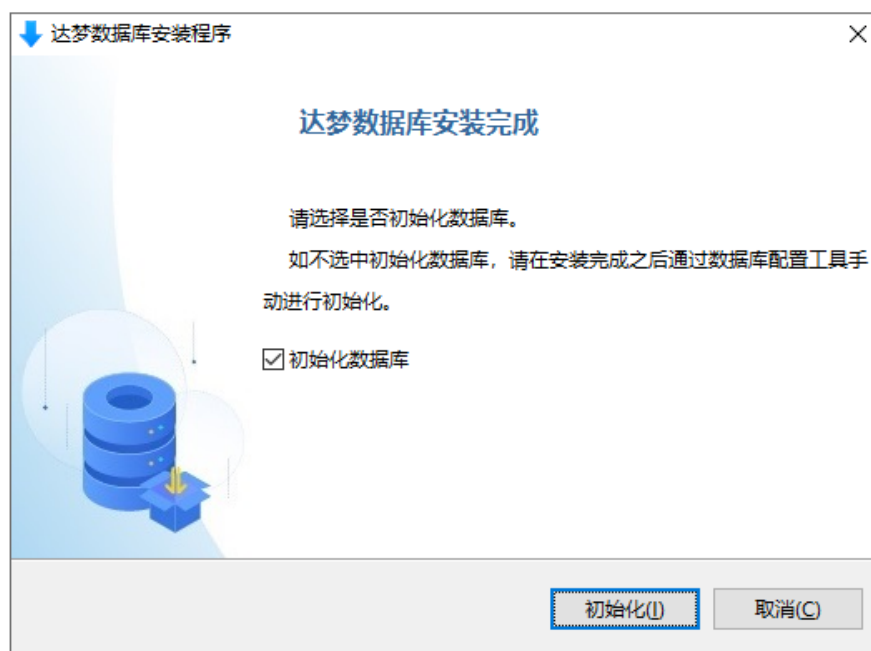 达梦数据库安装程序
达梦数据库安装完成
请选择是否初始化数据库。
如不选中初始化数据库，请在安装完成之后通过数据库配置工具手
动进行初始化。
初始化数据库
初始化(I)
取消(C)